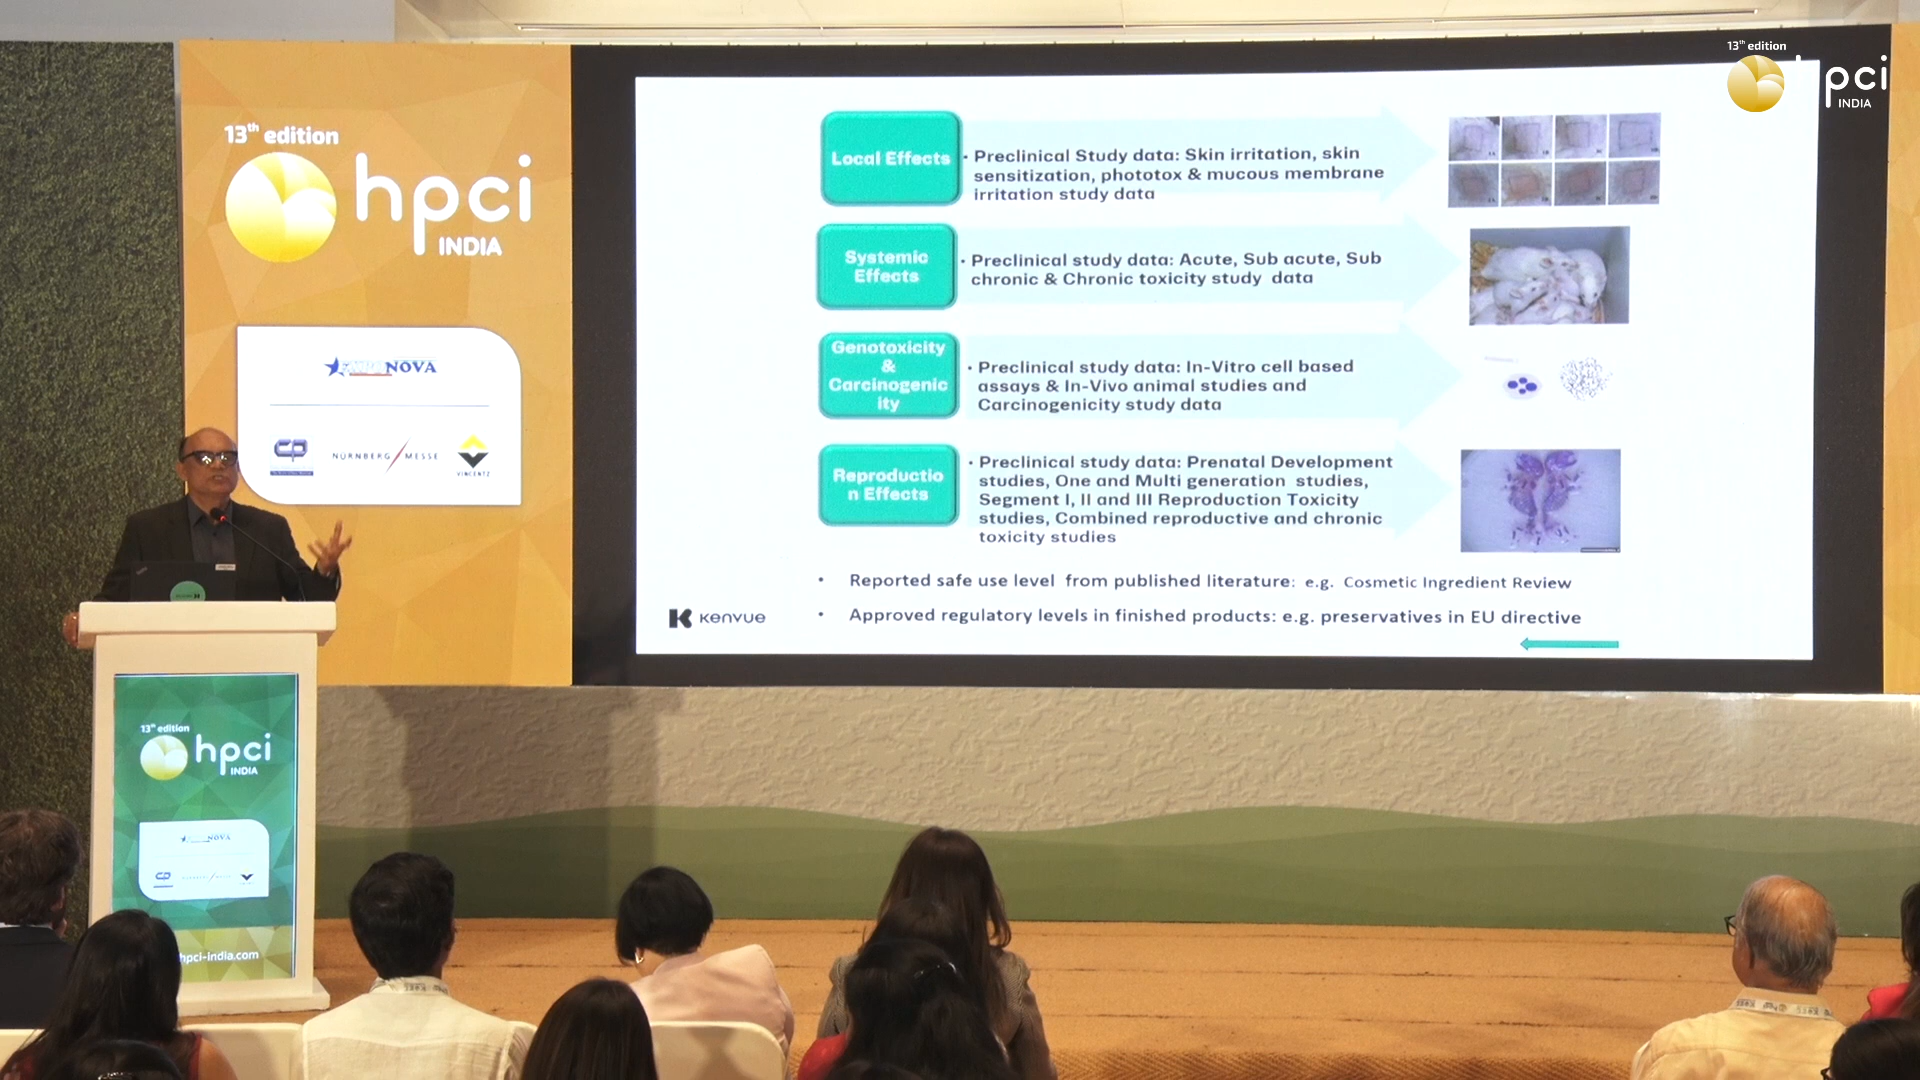 13th edition
hpci
INDIA
NOVA
CP
NÜRNBERG MESSE
VINCENTZ
13th edition
hpci
INDIA
NOVA
CP
hpci-india.com
Local Effects
• Preclinical Study data: Skin irritation, skin
sensitization, phototox & mucous membrane
irritation study data
Systemic
Effects
• Preclinical study data: Acute, Sub acute, Sub
chronic & Chronic toxicity study data
Genotoxicity
&
Carcinogenic
ity
• Preclinical study data: In-Vitro cell based
assays & In-Vivo animal studies and
Carcinogenicity study data
Reproductio
n Effects
• Preclinical study data: Prenatal Development
studies, One and Multi generation studies,
Segment I, II and III Reproduction Toxicity
studies, Combined reproductive and chronic
toxicity studies
• Reported safe use level from published literature: e.g. Cosmetic Ingredient Review
• Approved regulatory levels in finished products: e.g. preservatives in EU directive
kenvue
13th edition
hpci
INDIA